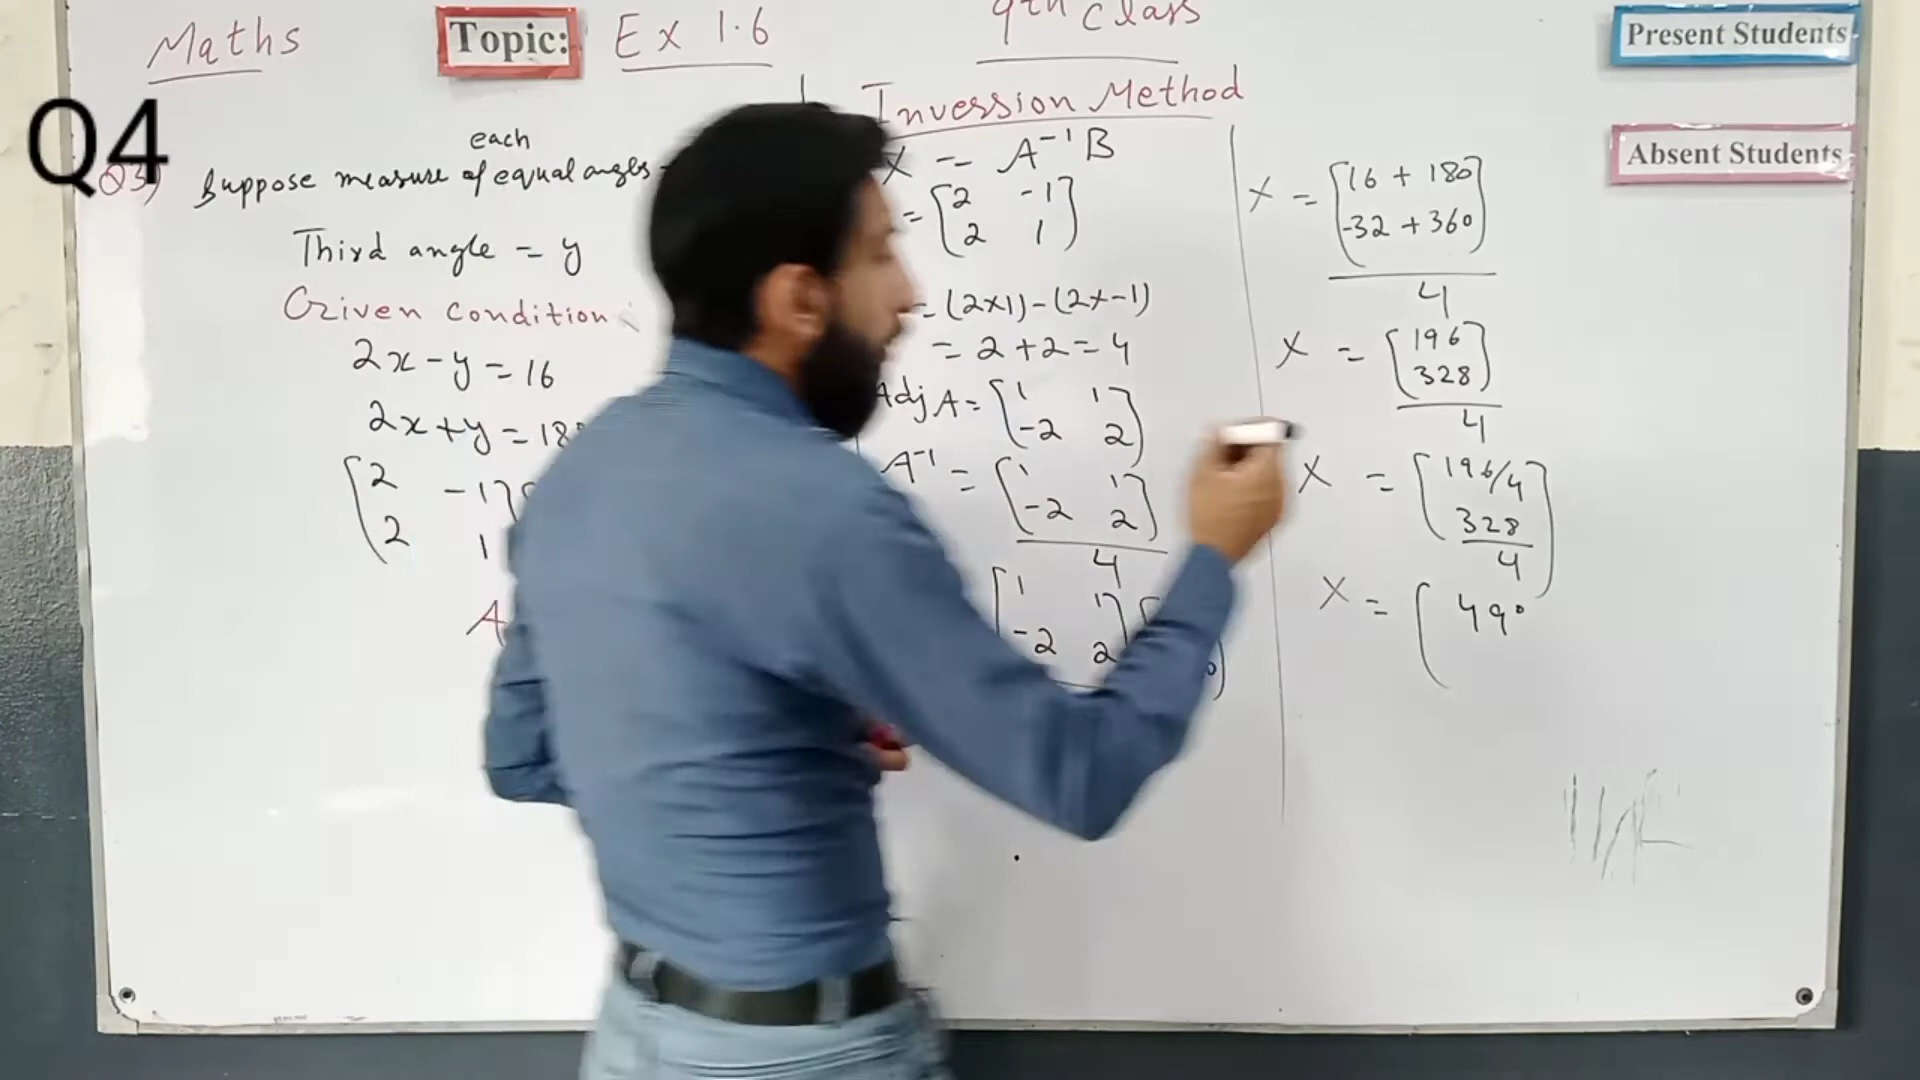 Maths
Topic:
Ex 1.6
9th Class
Present Students
Absent Students
Q4
Q3)
each
Suppose measure of equal angles
Third angle = y
Given condition
2x - y = 16
2x + y = 18
[2 -1]
[2 1
A
Inverssion Method
X = A⁻¹B
= [2 -1]
[2 1]
= (2×1) - (2×-1)
= 2 + 2 = 4
Adj A = [1 1]
[-2 2]
A⁻¹ = [1 1]
[-2 2]
4
[1 1]
[-2 2]
X = [16 + 180]
[-32 + 360]
4
X = [196]
[328]
4
X = [196/4]
[328/4]
X = [49°